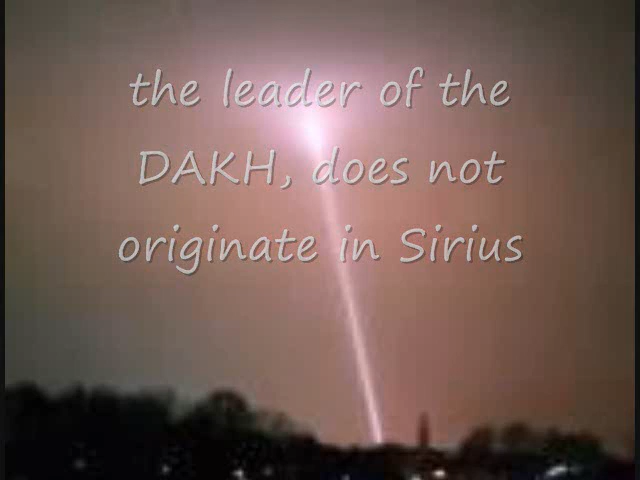 the leader of the
DAKH, does not
originate in Sirius